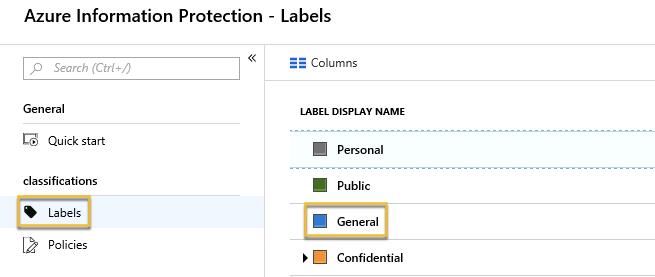 Azure Information Protection - Labels
Search (Ctrl+/)
«
General
Quick start
classifications
Labels
Policies
Columns
LABEL DISPLAY NAME
Personal
Public
General
Confidential